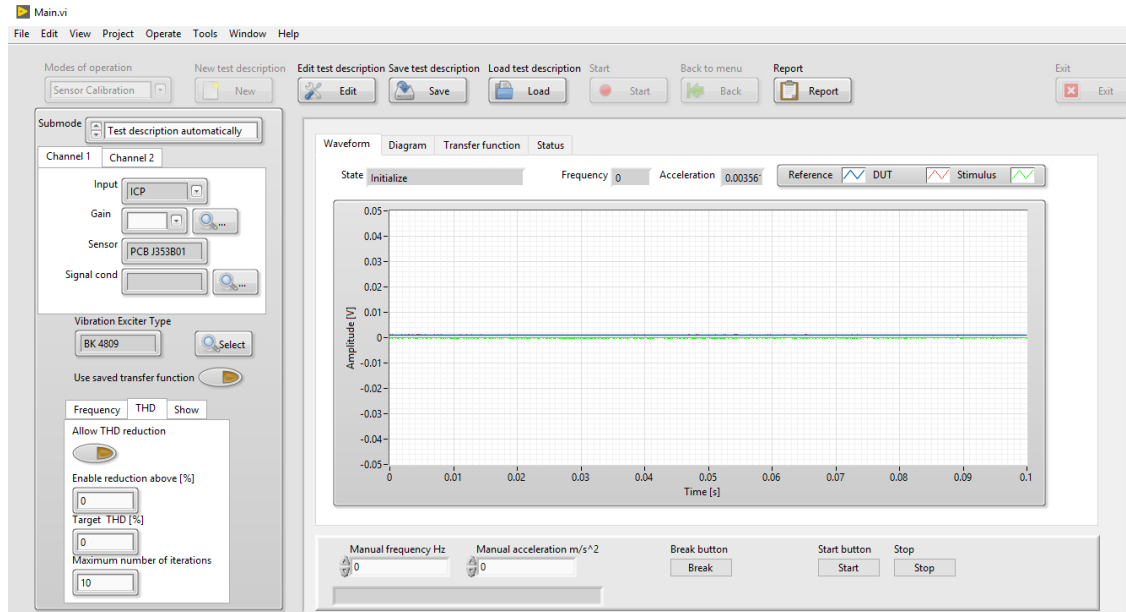 Main.vi
File Edit View Project Operate Tools Window Help
Modes of operation New test description Edit test description Save test description Load test description Start Back to menu Report Exit
Sensor Calibration New Edit Save Load Start Back Report Exit
Submode Test description automatically
Channel 1 Channel 2
Input ICP
Gain ...
Sensor PCB J353B01
Signal cond ...
Vibration Exciter Type
BK 4809 Select
Use saved transfer function
Frequency THD Show
Allow THD reduction
Enable reduction above [%]
0
Target THD [%]
0
Maximum number of iterations
10
Waveform Diagram Transfer function Status
State Initialize Frequency 0 Acceleration 0.00356 Reference DUT Stimulus
0.05
0.04
0.03
0.02
0.01
0
-0.01
-0.02
-0.03
-0.04
-0.05
Amplitude [V]
0 0.01 0.02 0.03 0.04 0.05 0.06 0.07 0.08 0.09 0.1
Time [s]
Manual frequency Hz Manual acceleration m/s^2 Break button Start button Stop
0 0 Break Start Stop